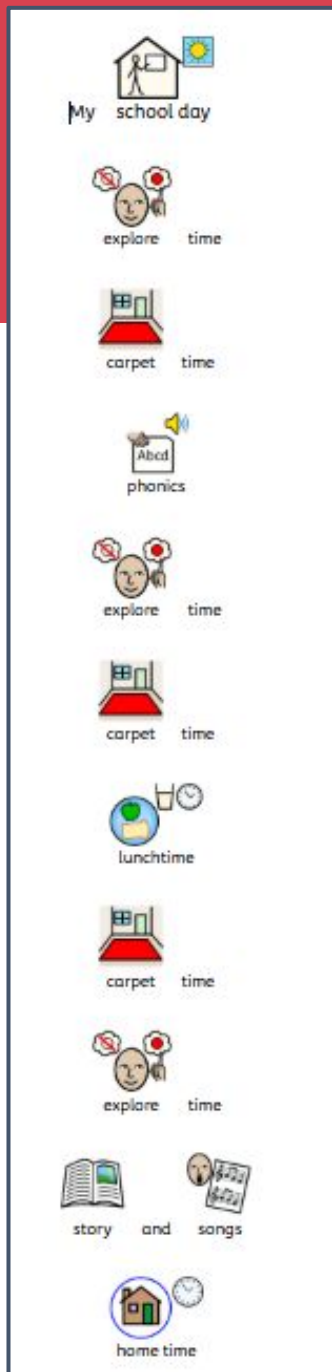 My school day
explore time
carpet time
Abcd
phonics
explore time
carpet time
lunchtime
carpet time
explore time
story and songs
home time